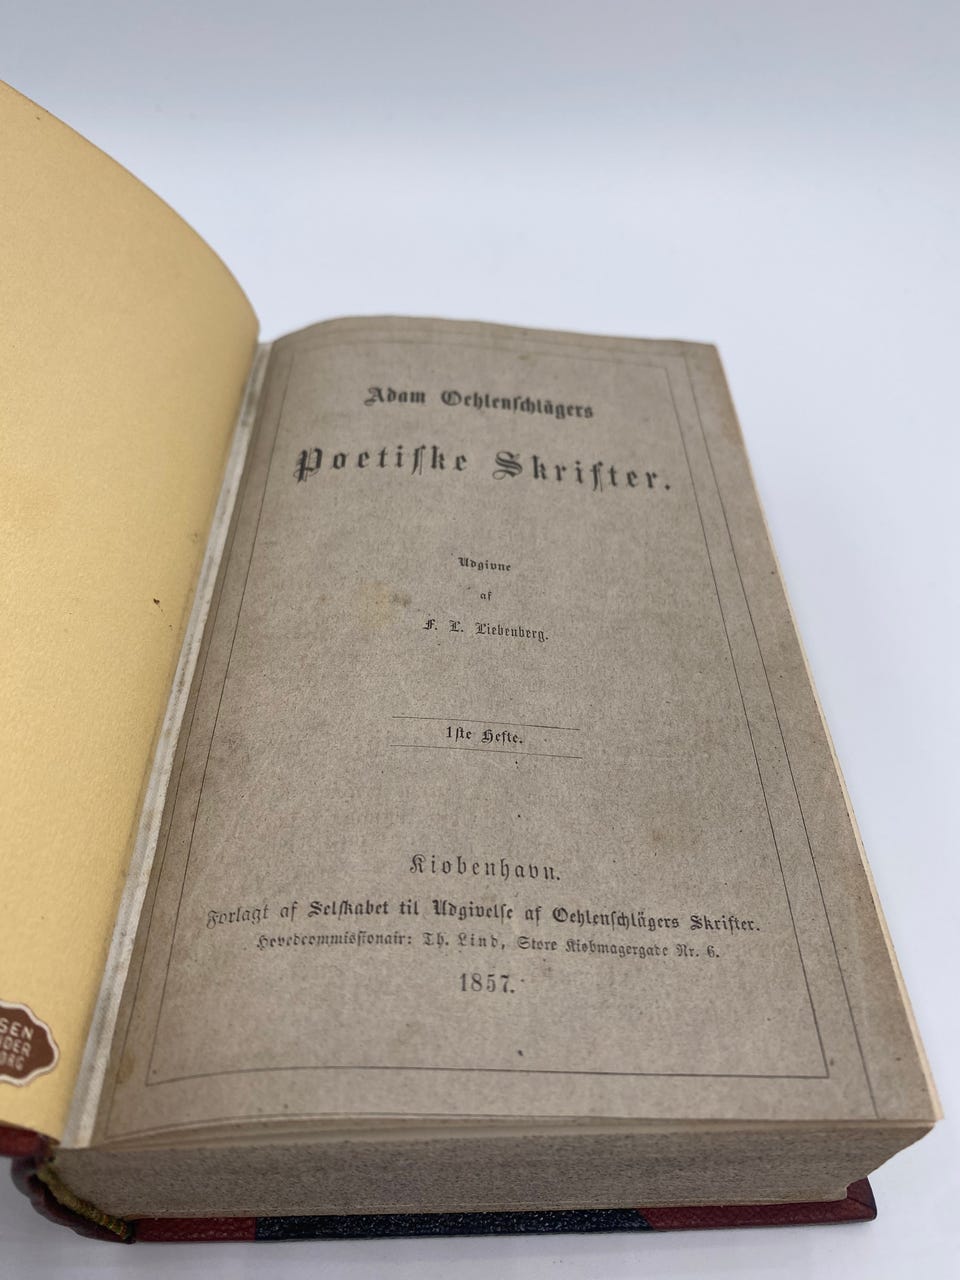 Adam Oehlenschlägers
Poetiske Skrifter.
Udgivne
af
F. L. Liebenberg.
1ste Hefte.
Kiøbenhavn.
Forlagt af Selskabet til Udgivelse af Oehlenschlägers Skrifter.
Hovedcommissionair: Th. Lind, Store Kiøbmagergade Nr. 6.
1857.
SEN